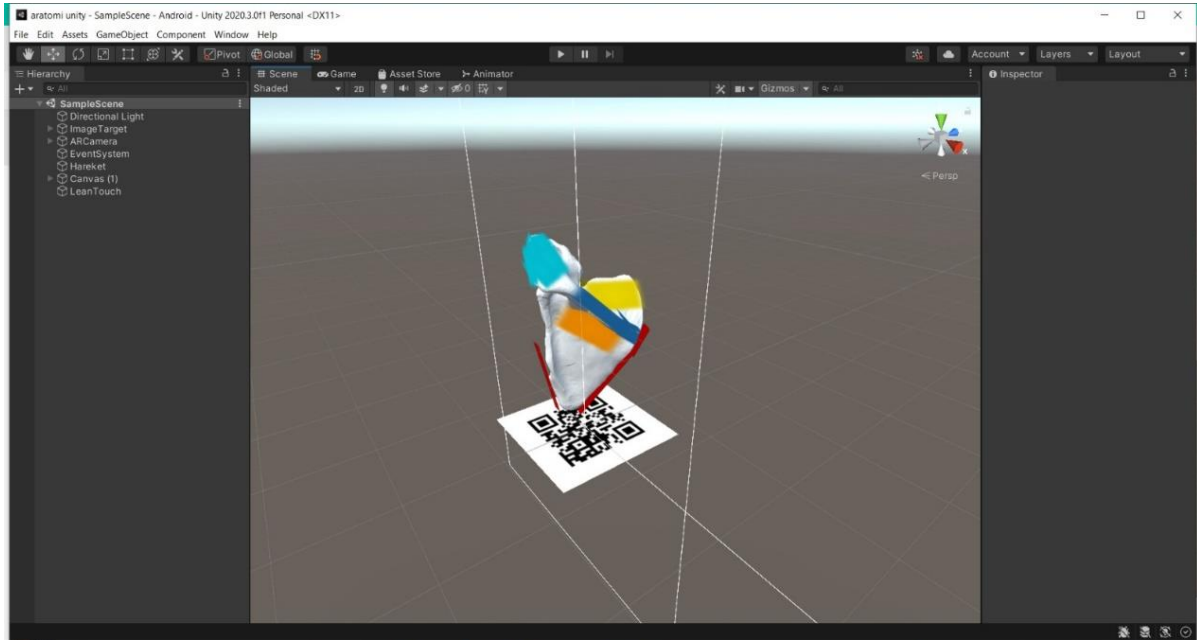 aratomi unity - SampleScene - Android - Unity 2020.3.0f1 Personal <DX11>
File Edit Assets GameObject Component Window Help
Pivot Global Account Layers Layout
Hierarchy Scene Game Asset Store Animator Inspector
All Shaded 2D 0 Gizmos All
SampleScene
Directional Light
ImageTarget
ARCamera
EventSystem
Hareket
Canvas (1)
LeanTouch
x
Persp